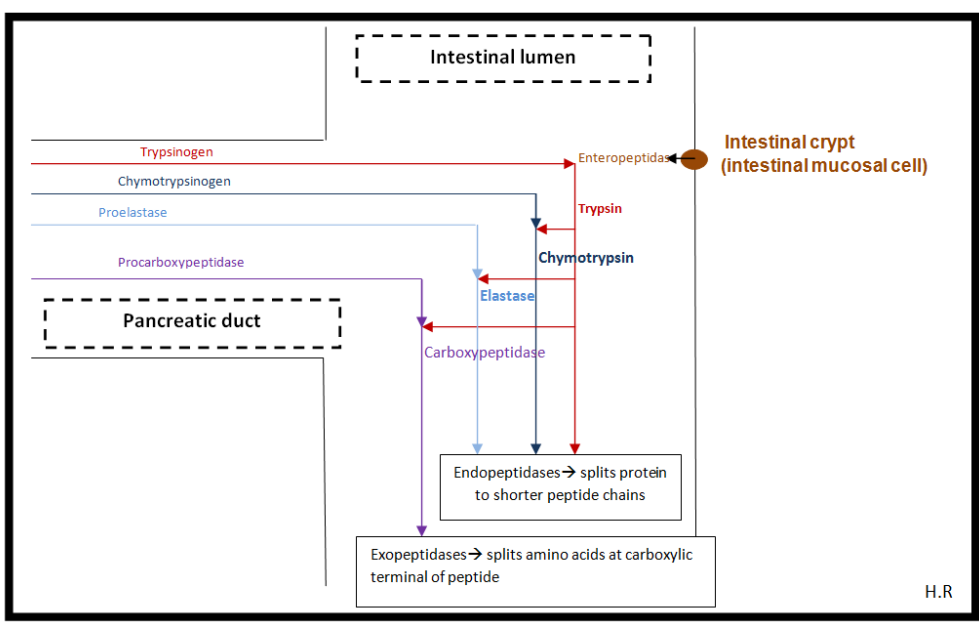 Intestinal lumen
Intestinal crypt
(intestinal mucosal cell)
Trypsinogen
Enteropeptidas
Chymotrypsinogen
Proelastase
Trypsin
Chymotrypsin
Procarboxypeptidase
Elastase
Pancreatic duct
Carboxypeptidase
Endopeptidases→ splits protein
to shorter peptide chains
Exopeptidases→ splits amino acids at carboxylic
terminal of peptide
H.R